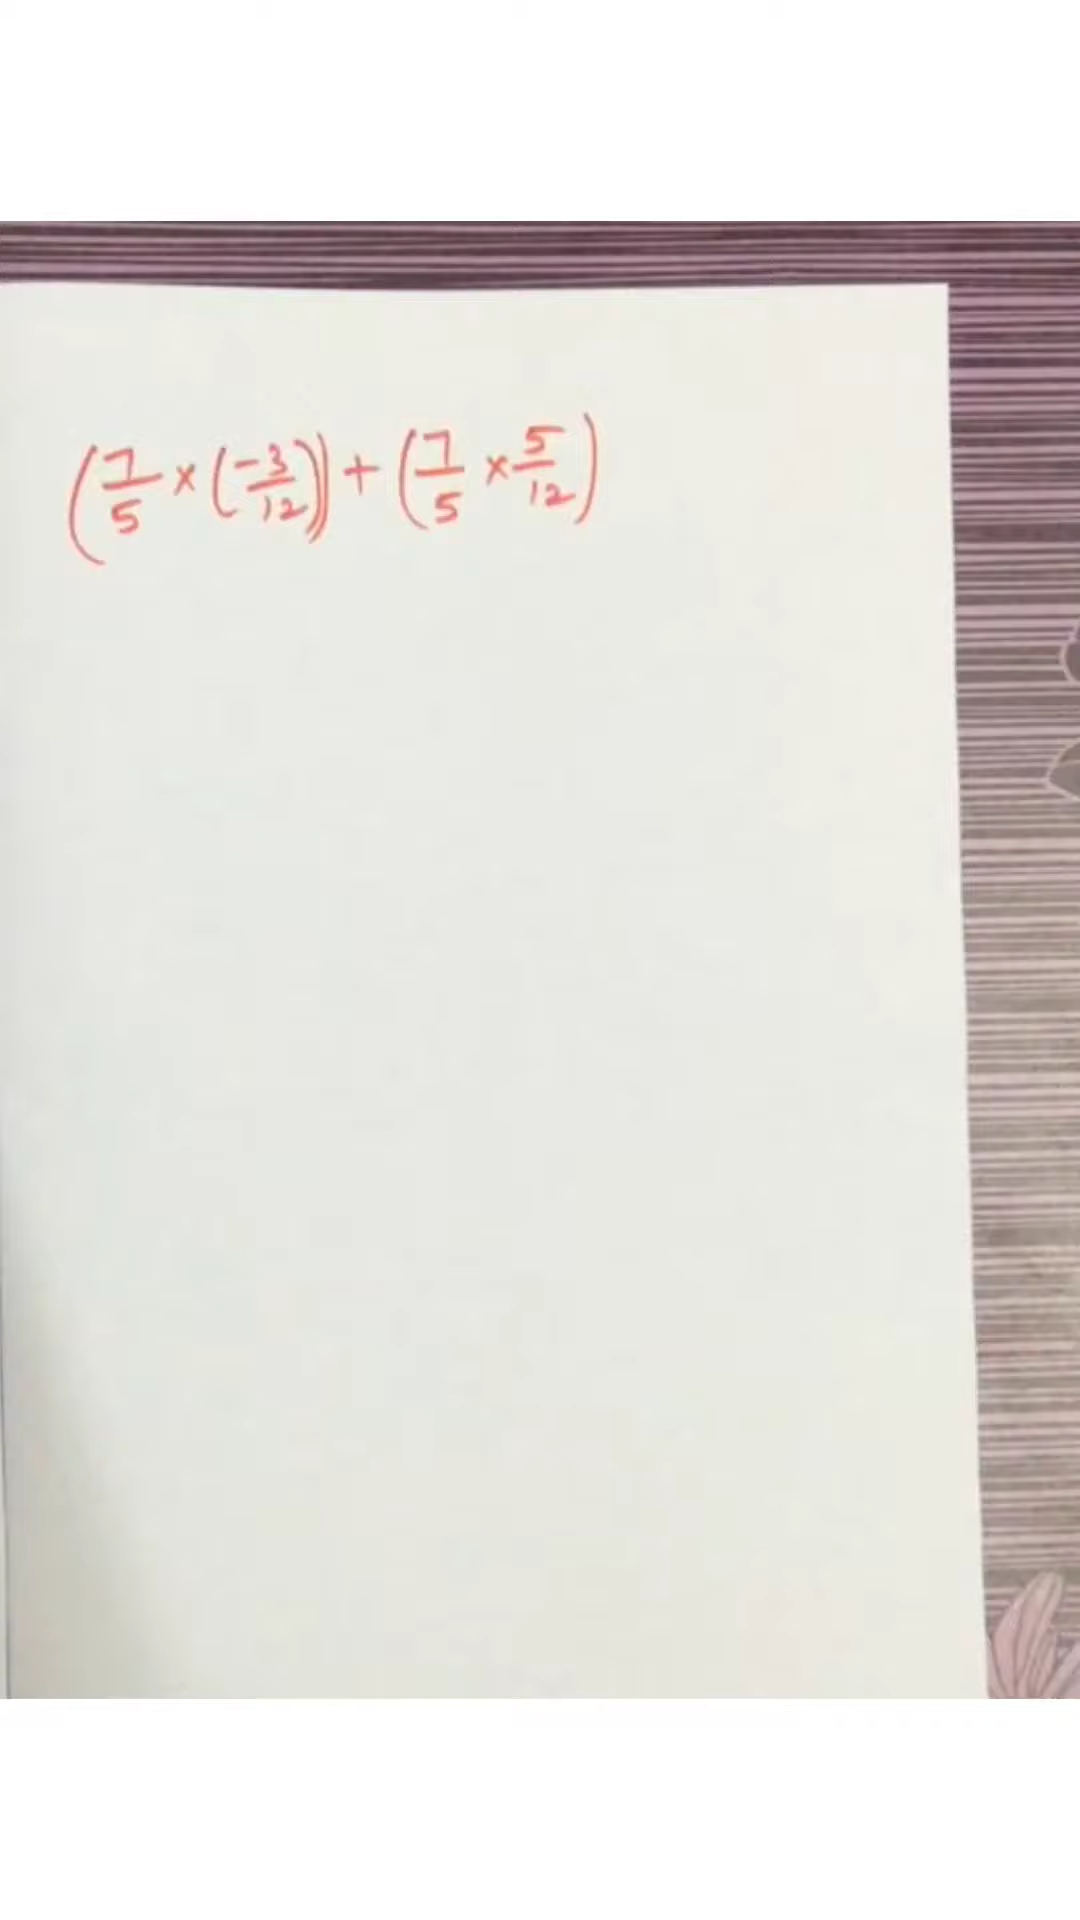 (7/5 × (-3/12)) + (7/5 × 5/12)